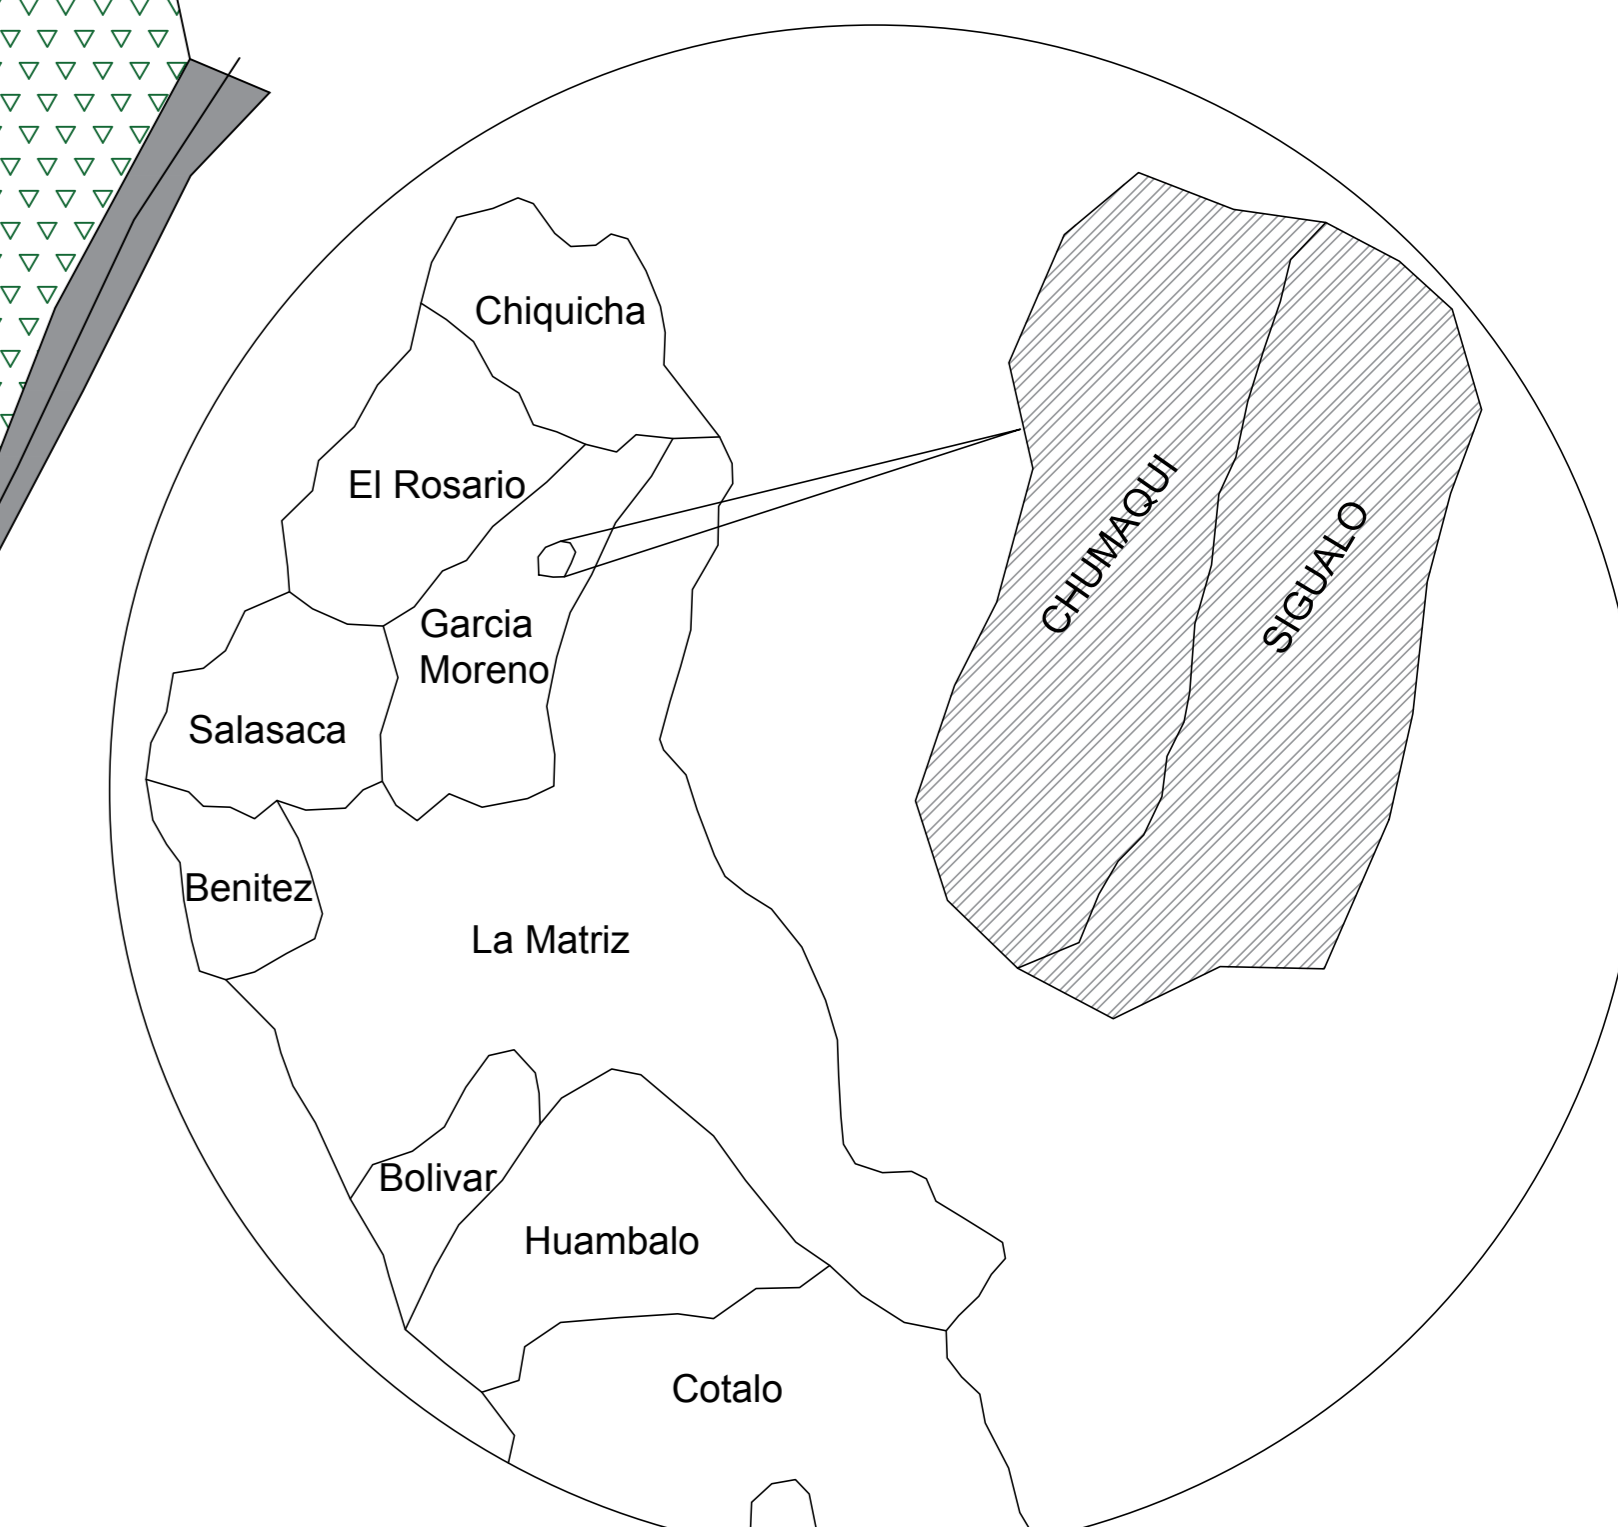 Chiquicha
El Rosario
Garcia
Moreno
Salasaca
Benitez
La Matriz
Bolivar
Huambalo
Cotalo
CHUMAQUI
SIGUALO